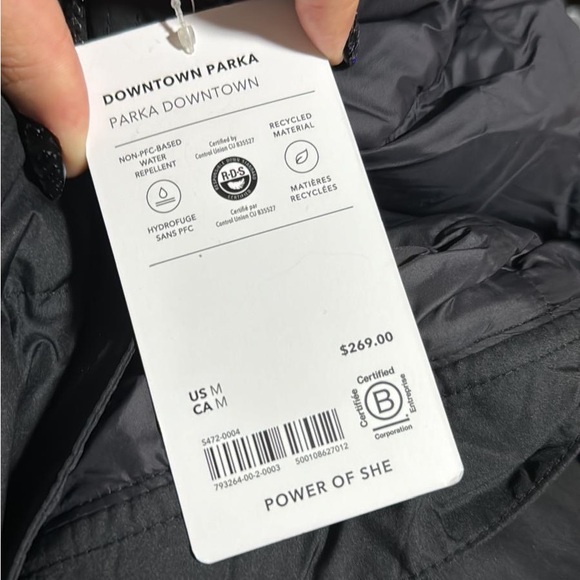 DOWNTOWN PARKA
PARKA DOWNTOWN
NON-PFC-BASED
WATER
REPELLENT
HYDROFUGE
SANS PFC
Certified by
Control Union CU 835527
R·D·S
Certifié par
Control Union CU 835527
RECYCLED
MATERIAL
MATIÈRES
RECYCLÉES
$269.00
US M
CA M
Certified
Certifiée
B
Entreprise
Corporation
S472-0004
793264-00-2-0003 500108627012
POWER OF SHE